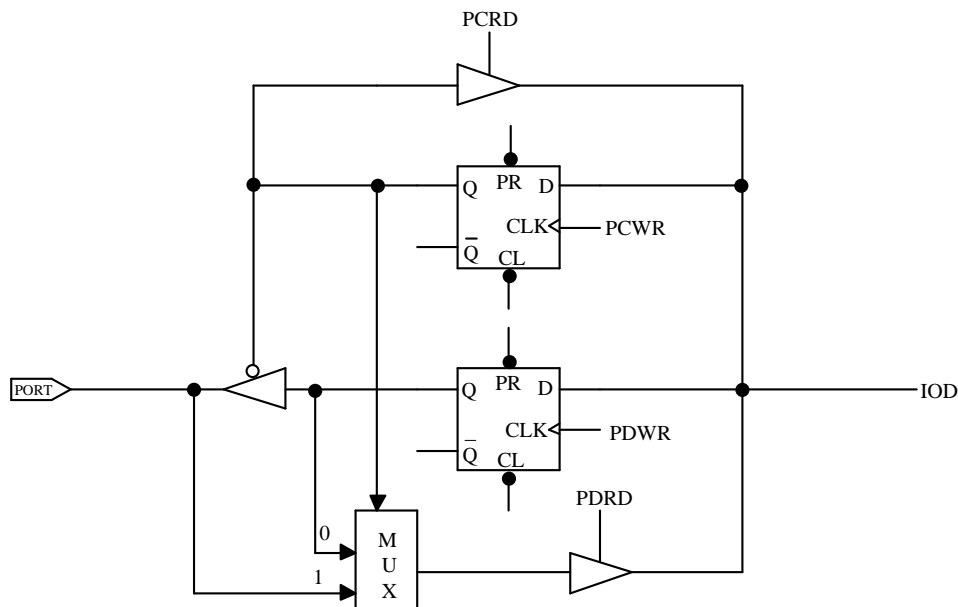 PCRD
Q PR D
CLK
PCWR
Q̅
CL
PORT
Q PR D
IOD
CLK
PDWR
Q̅
CL
PDRD
0
1
M
U
X